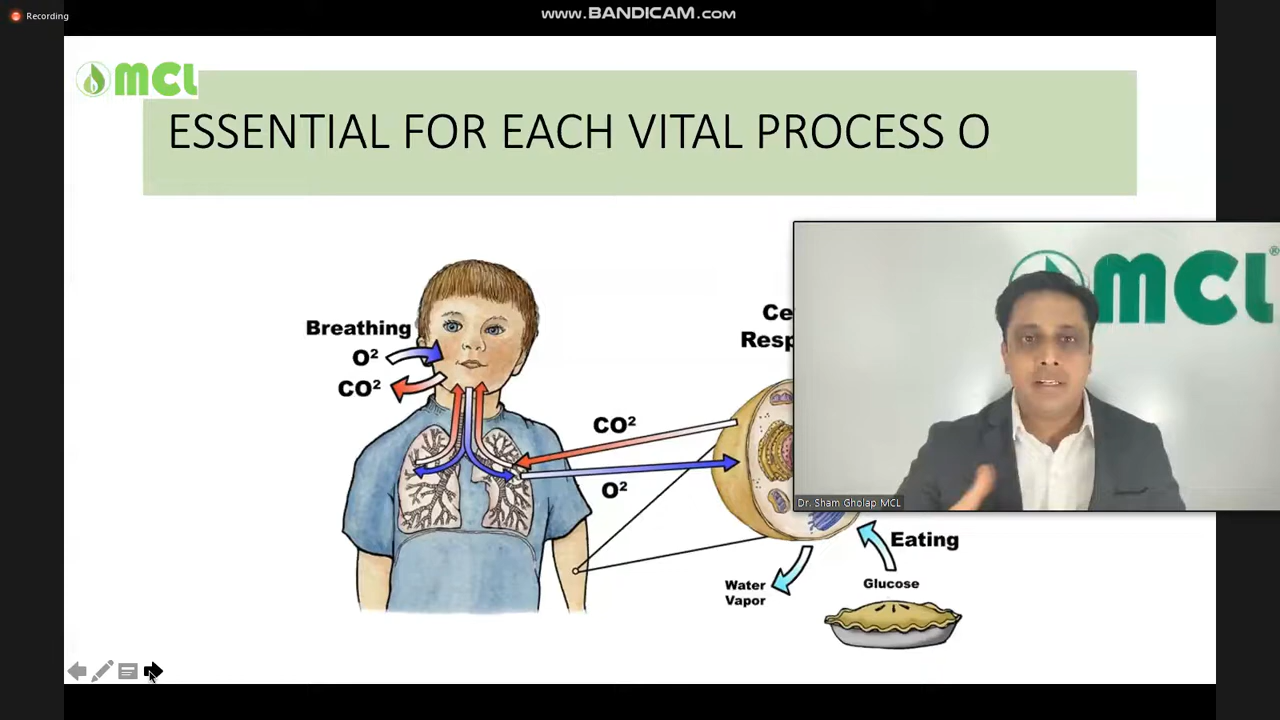 Recording
www.BANDICAM.com
MCL
ESSENTIAL FOR EACH VITAL PROCESS O
MCL®
Breathing
O²
CO²
CO²
O²
Dr. Sham Gholap MCL
Eating
Glucose
Water
Vapor